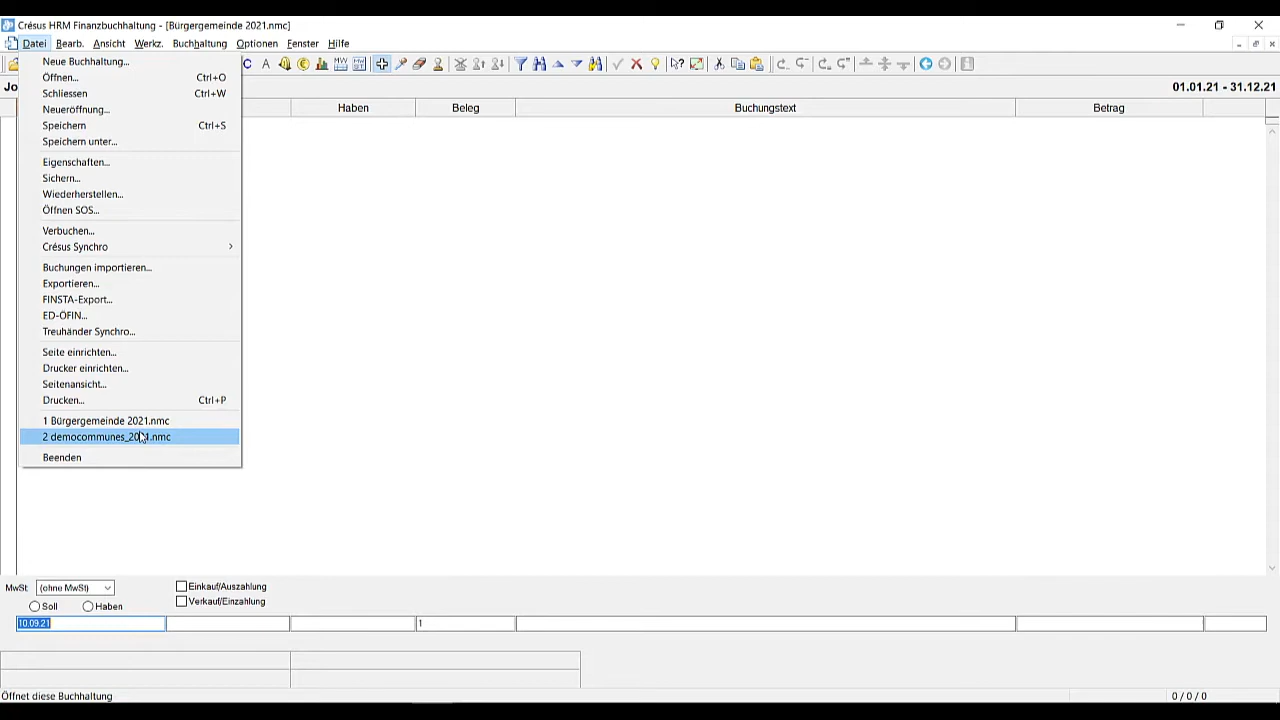 Crésus HRM Finanzbuchhaltung - [Bürgergemeinde 2021.nmc]
Datei Bearb. Ansicht Werkz. Buchhaltung Optionen Fenster Hilfe
Jo 01.01.21 - 31.12.21
Haben Beleg Buchungstext Betrag
Neue Buchhaltung...
Öffnen... Ctrl+O
Schliessen Ctrl+W
Neueröffnung...
Speichern Ctrl+S
Speichern unter...
Eigenschaften...
Sichern...
Wiederherstellen...
Öffnen SOS...
Verbuchen...
Crésus Synchro
Buchungen importieren...
Exportieren...
FINSTA-Export...
ED-ÖFIN...
Treuhänder Synchro...
Seite einrichten...
Drucker einrichten...
Seitenansicht...
Drucken... Ctrl+P
1 Bürgergemeinde 2021.nmc
2 democommunes_2021.nmc
Beenden
MwSt (ohne MwSt) Einkauf/Auszahlung
Soll Haben Verkauf/Einzahlung
10.09.21 1
Öffnet diese Buchhaltung 0 / 0 / 0